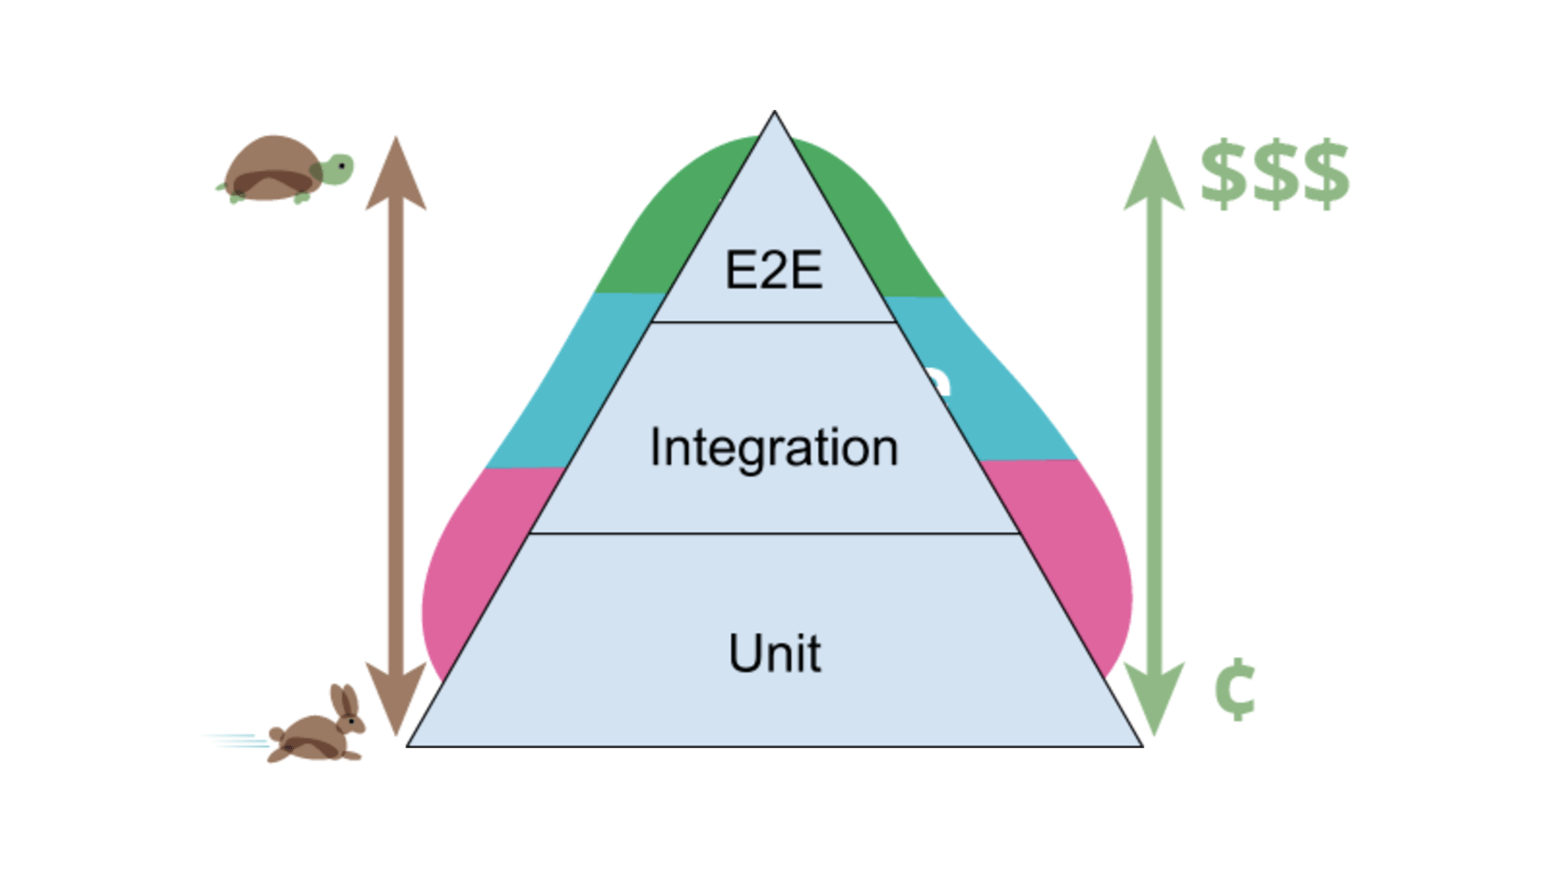 $$$
E2E
Integration
Unit
¢